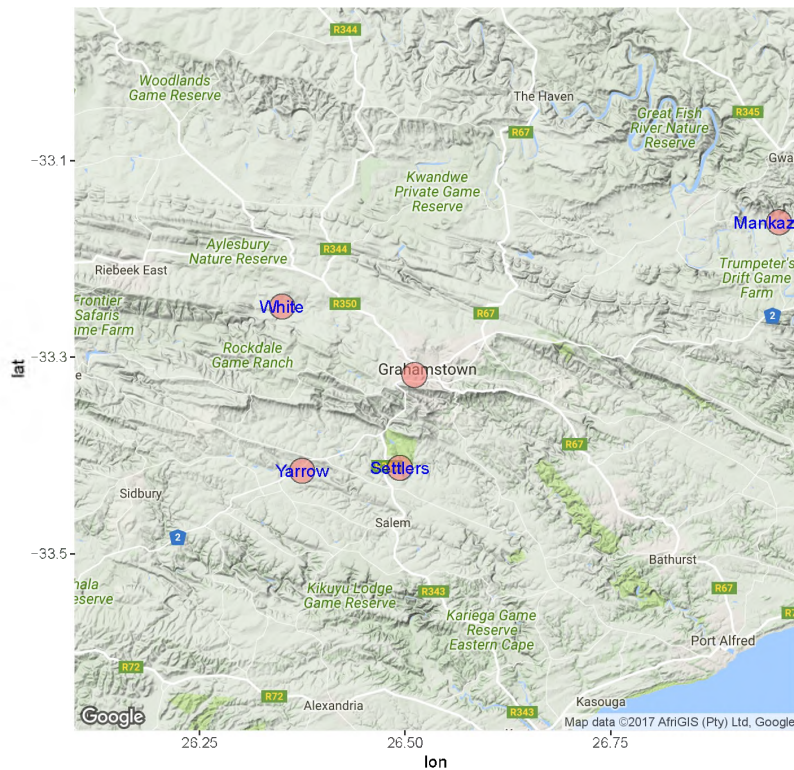 R344
Woodlands
Game Reserve
The Haven
R67
Great Fish
River Nature
Reserve
R345
−33.1
Gwa
Kwandwe
Private Game
Reserve
Mankaz
Aylesbury
Nature Reserve
R344
Riebeek East
Trumpeter's
Drift Game
Farm
Frontier
Safaris
ame Farm
White
R350
R67
2
lat
−33.3
Rockdale
Game Ranch
Grahamstown
e
R67
Yarrow
Settlers
Sidbury
Salem
2
−33.5
Bathurst
hala
eserve
Kikuyu Lodge
Game Reserve
R343
R67
Kariega Game
Reserve
Eastern Cape
R7
Port Alfred
R72
R72
Alexandria
Kasouga
R343
Google
Map data ©2017 AfriGIS (Pty) Ltd, Google
26.25
26.50
26.75
lon